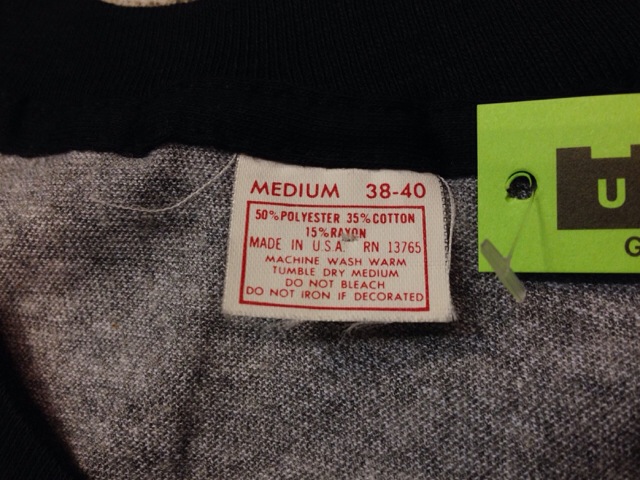 MEDIUM 38-40
50% POLYESTER 35% COTTON
15% RAYON
MADE IN U.S.A. RN 13765
MACHINE WASH WARM
TUMBLE DRY MEDIUM
DO NOT BLEACH
DO NOT IRON IF DECORATED
U
G